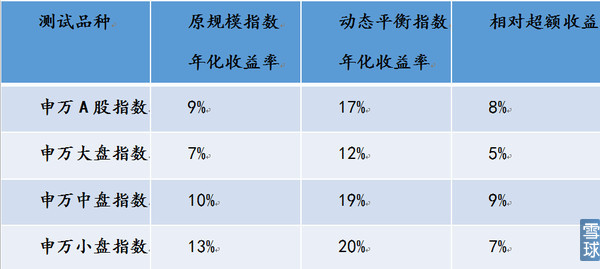 测试品种 原规模指数 动态平衡指数 相对超额收益
年化收益率 年化收益率
申万A股指数 9% 17% 8%
申万大盘指数 7% 12% 5%
申万中盘指数 10% 19% 9%
申万小盘指数 13% 20% 7%
雪球